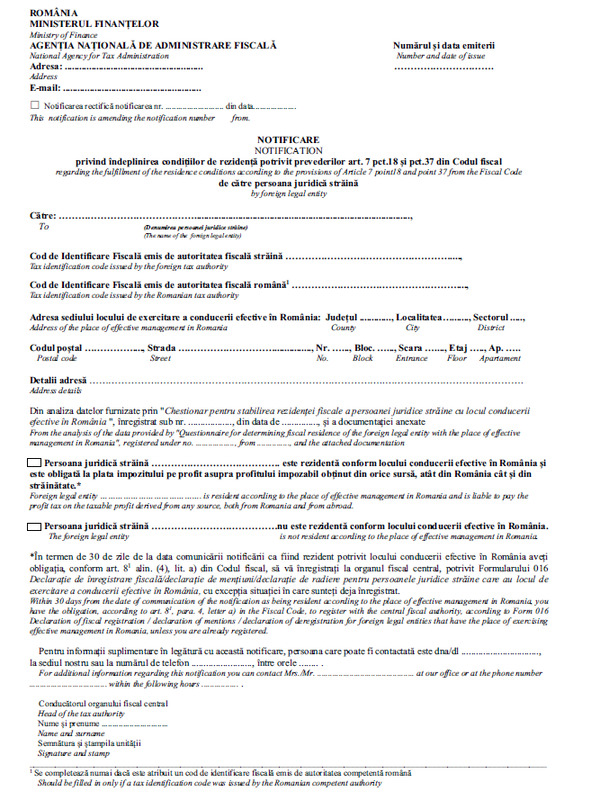 ROMÂNIA
MINISTERUL FINANȚELOR
Ministry of Finance
AGENȚIA NAȚIONALĂ DE ADMINISTRARE FISCALĂ
Numărul și data emiterii
National Agency for Tax Administration
Number and date of issue
Adresa: ......................................................
...............................
Address
E-mail: ......................................................
☐ Notificarea rectifică notificarea nr. ........................... din data...................
This notification is amending the notification number from.
NOTIFICARE
NOTIFICATION
privind îndeplinirea condițiilor de rezidență potrivit prevederilor art. 7 pct.18 și pct.37 din Codul fiscal
regarding the fulfillment of the residence conditions according to the provisions of Article 7 point18 and point 37 from the Fiscal Code
de către persoana juridică străină
by foreign legal entity
Către: ..............................................................................................................,
To (Denumirea persoanei juridice străine)
(The name of the foreign legal entity)
Cod de Identificare Fiscală emis de autoritatea fiscală străină .....................................................,
Tax identification code issued by the foreign tax authority
Cod de Identificare Fiscală emis de autoritatea fiscală română¹ .....................................................,
Tax identification code issued by the Romanian tax authority
Adresa sediului locului de exercitare a conducerii efective în România: Județul ............, Localitatea ..................., Sectorul .....,
Address of the place of effective management in Romania County City District
Codul poștal .................., Strada ..........................................., Nr. ......, Bloc. ......, Scara ......, Etaj ....., Ap. .....
Postal code Street No. Block Entrance Floor Apartament
Detalii adresă ....................................................................................................................
Address details
Din analiza datelor furnizate prin "Chestionar pentru stabilirea rezidenței fiscale a persoanei juridice străine cu locul conducerii
efective în România ", înregistrat sub nr. .................., din data de ..............., și a documentației anexate
From the analysis of the data provided by "Questionnaire for determining fiscal residence of the foreign legal entity with the place of effective
management in Romania", registered under no. .................., from .............., and the attached documentation
☐ Persoana juridică străină ........................................ este rezidentă conform locului conducerii efective în România și
este obligată la plata impozitului pe profit asupra profitului impozabil obținut din orice sursă, atât din România cât și din
străinătate.*
Foreign legal entity ........................................ is resident according to the place of effective management in Romania and is liable to pay the
profit tax on the taxable profit derived from any source, both from Romania and from abroad.
☐ Persoana juridică străină ........................................nu este rezidentă conform locului conducerii efective în România.
The foreign legal entity is not resident according to the place of effective management in Romania.
*În termen de 30 de zile de la data comunicării notificării ca fiind rezident potrivit locului conducerii efective în România aveți
obligația, conform art. 8¹ alin. (4), lit. a) din Codul fiscal, să vă înregistrați la organul fiscal central, potrivit Formularului 016
Declarație de înregistrare fiscală/declarație de mențiuni/declarație de radiere pentru persoanele juridice străine care au locul de
exercitare a conducerii efective în România, cu excepția situației în care sunteți deja înregistrat.
Within 30 days from the date of communication of the notification as being resident according to the place of effective management in Romania, you
have the obligation, according to art. 8¹, para. 4, letter a) in the Fiscal Code, to register with the central fiscal authority, according to Form 016
Declaration of fiscal registration / declaration of mentions / declaration of deregistration for foreign legal entities that have the place of exercising
effective management in Romania, unless you are already registered.
Pentru informații suplimentare în legătură cu această notificare, persoana care poate fi contactată este dna/dl ..............................,
la sediul nostru sau la numărul de telefon ........................, între orele ........ .
For additional information regarding this notification you can contact Mrs./Mr. ...................................... at our office or at the phone number
.............................. within the following hours ............... .
Conducătorul organului fiscal central
Head of the tax authority
Nume și prenume ...........................
Name and surname
Semnătura și ștampila unității
Signature and stamp
¹ Se completează numai dacă este atribuit un cod de identificare fiscală emis de autoritatea competentă română
Should be filled in only if a tax identification code was issued by the Romanian competent authority